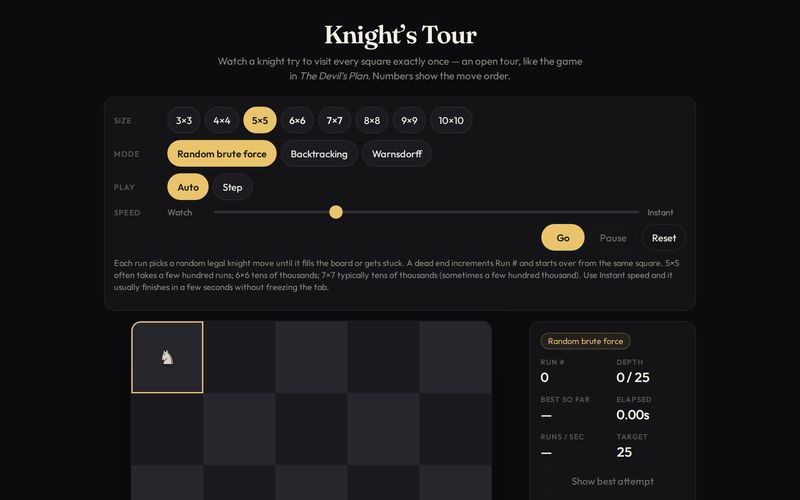 Knight's Tour
Watch a knight try to visit every square exactly once — an open tour, like the game
in The Devil's Plan. Numbers show the move order.
SIZE 3×3 4×4 5×5 6×6 7×7 8×8 9×9 10×10
MODE Random brute force Backtracking Warnsdorff
PLAY Auto Step
SPEED Watch Instant
Go Pause Reset
Each run picks a random legal knight move until it fills the board or gets stuck. A dead end increments Run # and starts over from the same square. 5×5
often takes a few hundred runs; 6×6 tens of thousands; 7×7 typically tens of thousands (sometimes a few hundred thousand). Use Instant speed and it
usually finishes in a few seconds without freezing the tab.
Random brute force
RUN # DEPTH
0 0 / 25
BEST SO FAR ELAPSED
— 0.00s
RUNS / SEC TARGET
— 25
Show best attempt